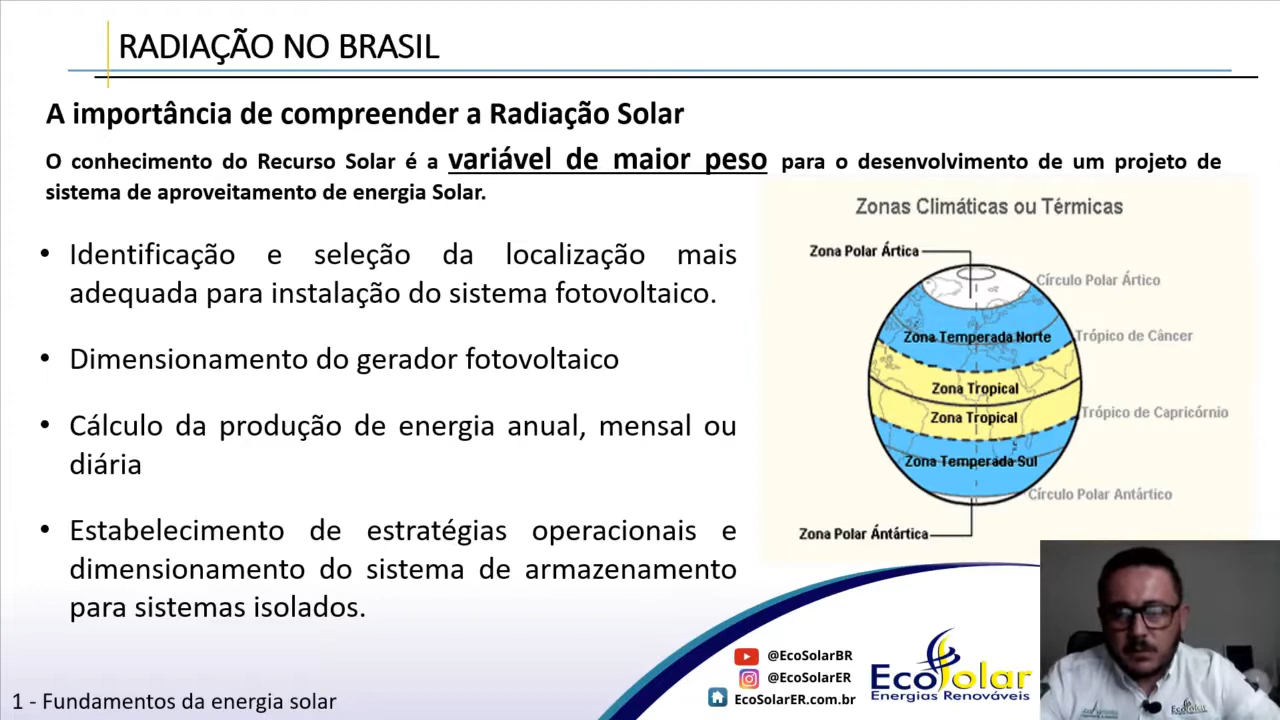 RADIAÇÃO NO BRASIL
A importância de compreender a Radiação Solar
O conhecimento do Recurso Solar é a variável de maior peso para o desenvolvimento de um projeto de
sistema de aproveitamento de energia Solar.
• Identificação e seleção da localização mais
adequada para instalação do sistema fotovoltaico.
• Dimensionamento do gerador fotovoltaico
• Cálculo da produção de energia anual, mensal ou
diária
• Estabelecimento de estratégias operacionais e
dimensionamento do sistema de armazenamento
para sistemas isolados.
Zonas Climáticas ou Térmicas
Zona Polar Ártica
Círculo Polar Ártico
Zona Temperada Norte
Trópico de Câncer
Zona Tropical
Zona Tropical
Trópico de Capricórnio
Zona Temperada Sul
Círculo Polar Antártico
Zona Polar Ántártica
@EcoSolarBR
@EcoSolarER
EcoSolarER.com.br
EcoSolar
Energias Renováveis
EcoSolar
1 - Fundamentos da energia solar